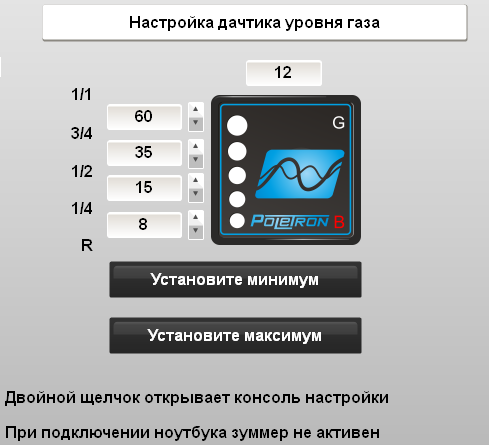 Настройка дачтика уровня газа
12
1/1
60
G
3/4
35
1/2
15
1/4
8
POLETRON B
R
Установите минимум
Установите максимум
Двойной щелчок открывает консоль настройки
При подключении ноутбука зуммер не активен